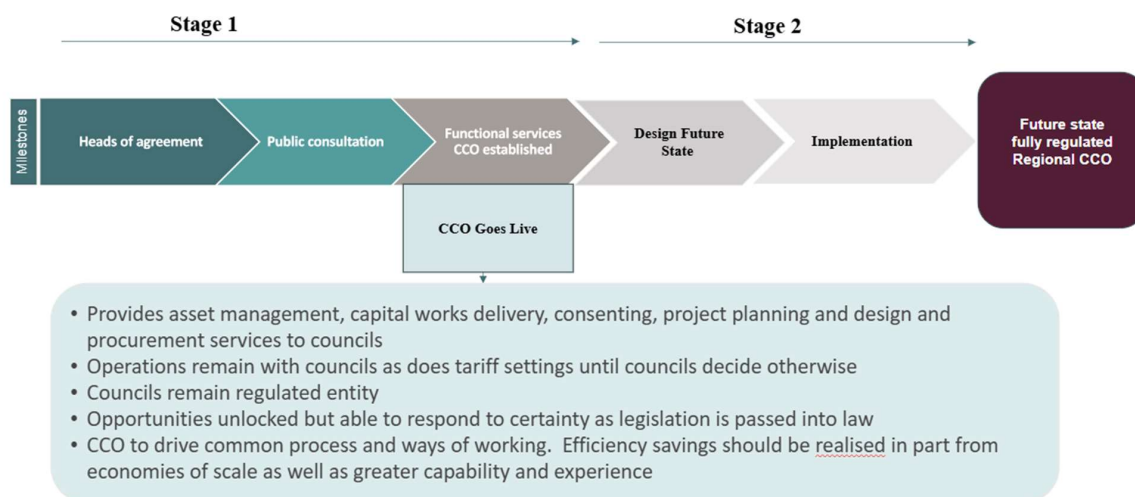 Stage 1
Stage 2
Milestones
Heads of agreement
Public consultation
Functional services
CCO established
Design Future
State
Implementation
Future state
fully regulated
Regional CCO
CCO Goes Live
• Provides asset management, capital works delivery, consenting, project planning and design and
procurement services to councils
• Operations remain with councils as does tariff settings until councils decide otherwise
• Councils remain regulated entity
• Opportunities unlocked but able to respond to certainty as legislation is passed into law
• CCO to drive common process and ways of working.  Efficiency savings should be realised in part from
economies of scale as well as greater capability and experience